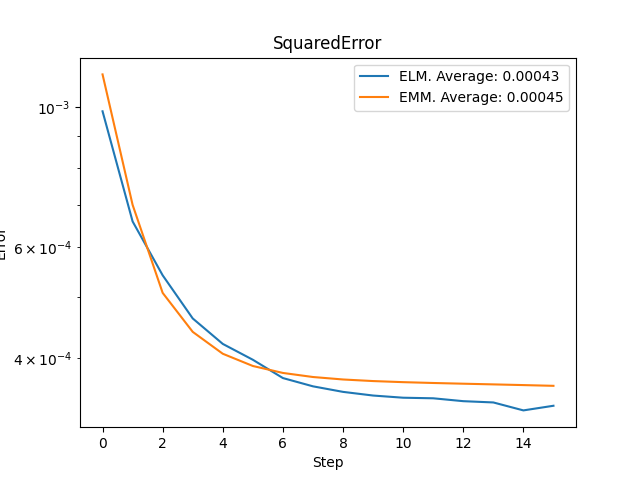 SquaredError
ELM. Average: 0.00043
EMM. Average: 0.00045
10⁻³
6 × 10⁻⁴
4 × 10⁻⁴
Error
0 2 4 6 8 10 12 14
Step